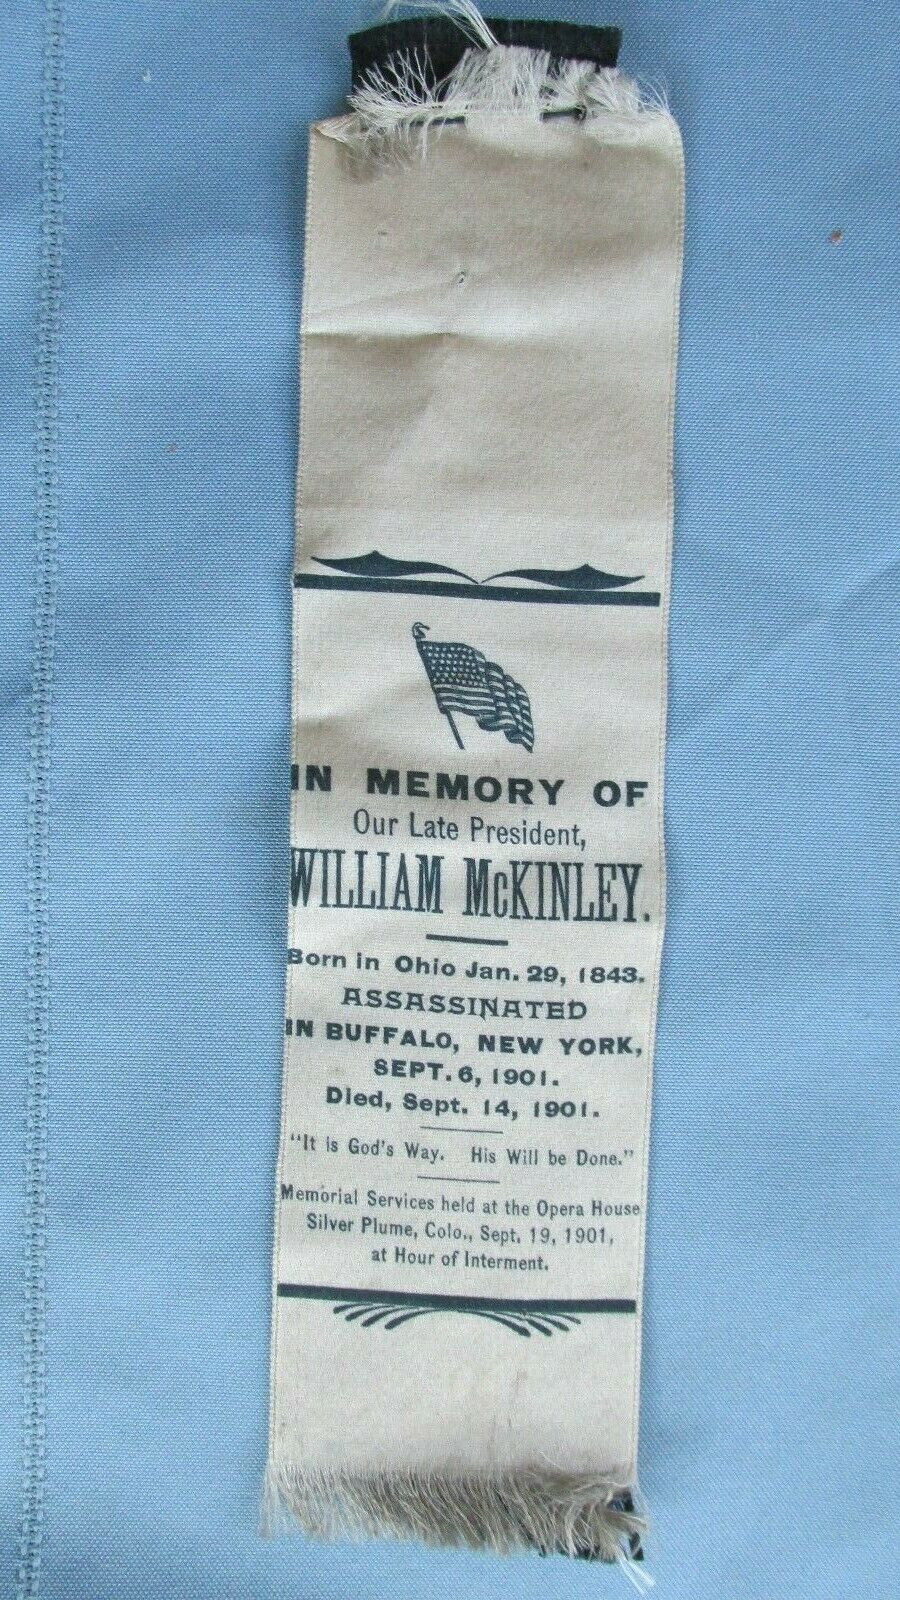 IN MEMORY OF
Our Late President,
WILLIAM McKINLEY.
Born in Ohio Jan. 29, 1843.
ASSASSINATED
IN BUFFALO, NEW YORK,
SEPT. 6, 1901.
Died, Sept. 14, 1901.
"It is God's Way. His Will be Done."
Memorial Services held at the Opera House
Silver Plume, Colo., Sept. 19, 1901,
at Hour of Interment.